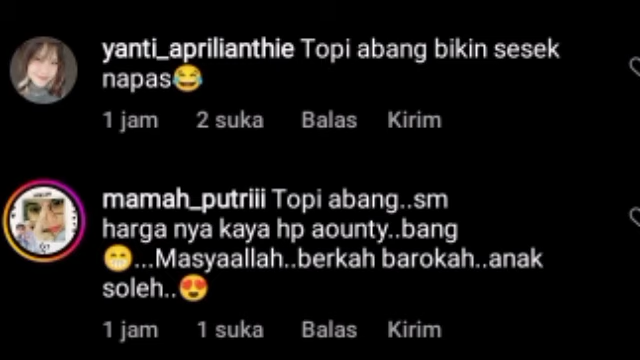 yanti_aprilianthie Topi abang bikin sesek
napas😂
1 jam 2 suka Balas Kirim
mamah_putriii Topi abang..sm
harga nya kaya hp aounty..bang
😁...Masyaallah..berkah barokah..anak
soleh..😍
1 jam 1 suka Balas Kirim